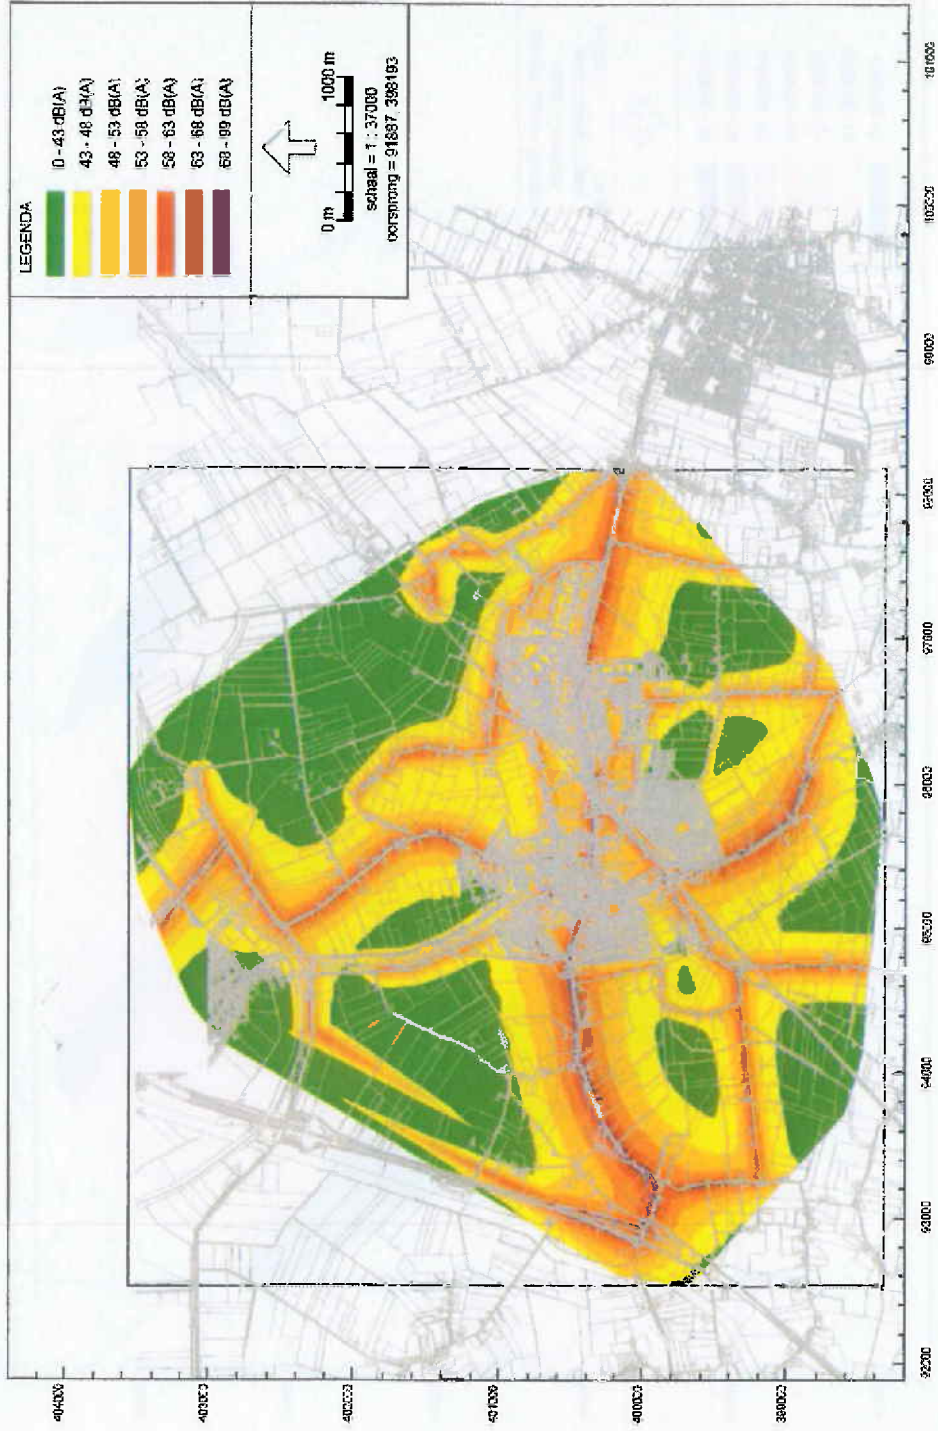 LEGENDA
0 - 43 dB(A)
43 - 48 dB(A)
48 - 53 dB(A)
53 - 58 dB(A)
58 - 63 dB(A)
63 - 68 dB(A)
68 - 99 dB(A)
0 m 1000 m
schaal = 1 : 37000
oorsprong = 91887, 398193
404000
403000
402000
401000
400000
399000
92000
93000
94000
95000
96000
97000
98000
99000
100000
101000